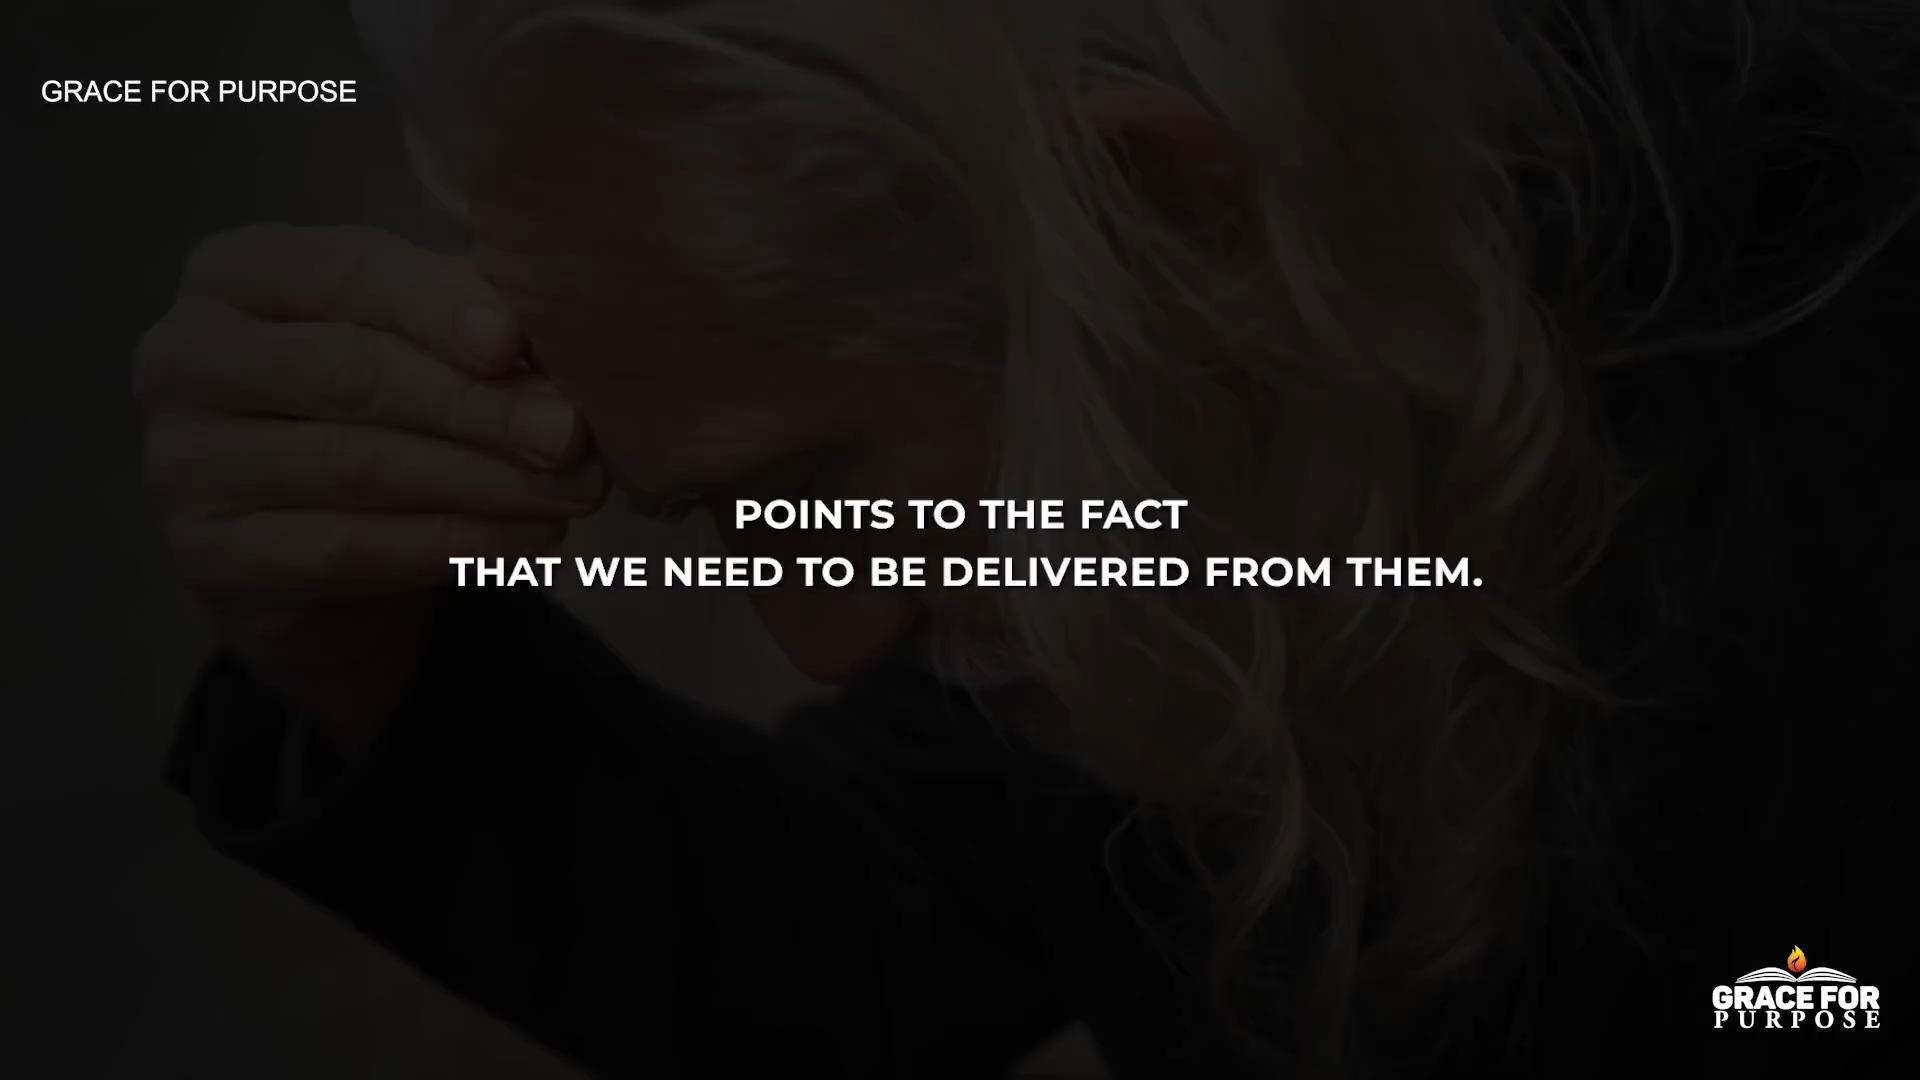 GRACE FOR PURPOSE
POINTS TO THE FACT
THAT WE NEED TO BE DELIVERED FROM THEM.
GRACE FOR
PURPOSE